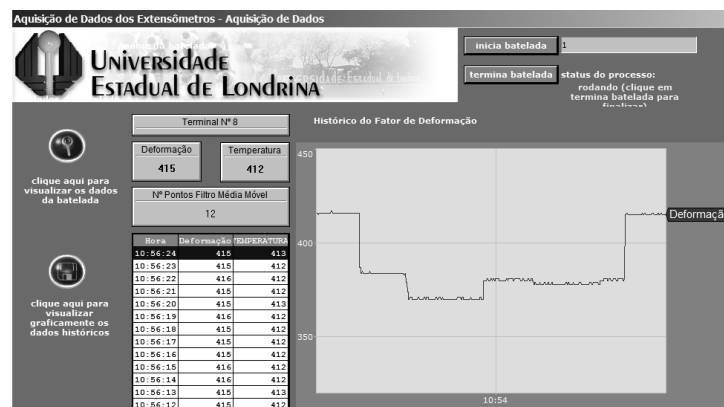 Aquisição de Dados dos Extensômetros - Aquisição de Dados
Universidade
Estadual de Londrina
inicia batelada
1
termina batelada
status do processo:
rodando (clique em
termina batelada para
finalizar)
Terminal Nº 8
Histórico do Fator de Deformação
Deformação
415
Temperatura
412
clique aqui para
visualizar os dados
da batelada
Nº Pontos Filtro Média Móvel
12
Hora Deformação TEMPERATURA
10:56:24 415 413
10:56:23 415 412
10:56:22 416 412
10:56:21 415 412
10:56:20 415 413
10:56:19 416 412
10:56:18 415 412
10:56:17 415 412
10:56:16 415 412
10:56:15 416 412
10:56:14 416 412
10:56:13 415 413
10:56:12 415 412
clique aqui para
visualizar
graficamente os
dados históricos
450
400
350
10:54
Deformaçã